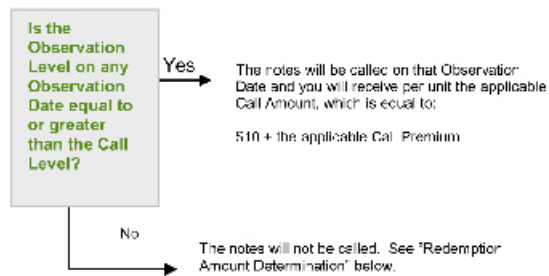 Is the
Observation
Level on any
Observation
Date equal to
or greater
than the Call
Level?
Yes
The notes will be called on that Observation
Date and you will receive per unit the applicable
Call Amount, which is equal to:
$10 + the applicable Call Premium
No
The notes will not be called. See "Redemption
Amount Determination" below.